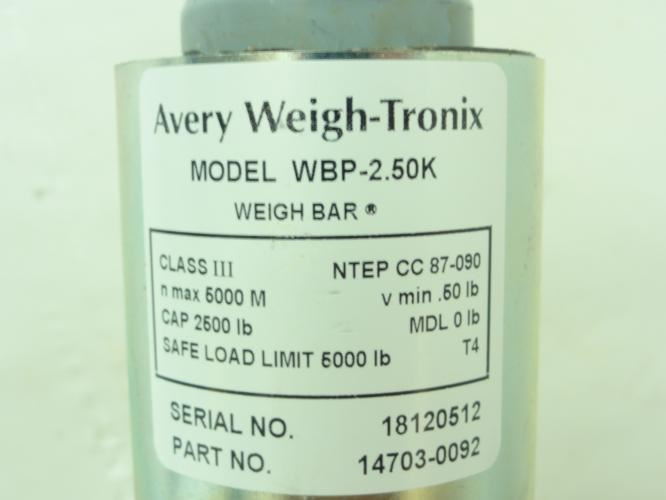 Avery Weigh-Tronix
MODEL WBP-2.50K
WEIGH BAR ®
CLASS III NTEP CC 87-090
n max 5000 M v min .50 lb
CAP 2500 lb MDL 0 lb
SAFE LOAD LIMIT 5000 lb T4
SERIAL NO. 18120512
PART NO. 14703-0092